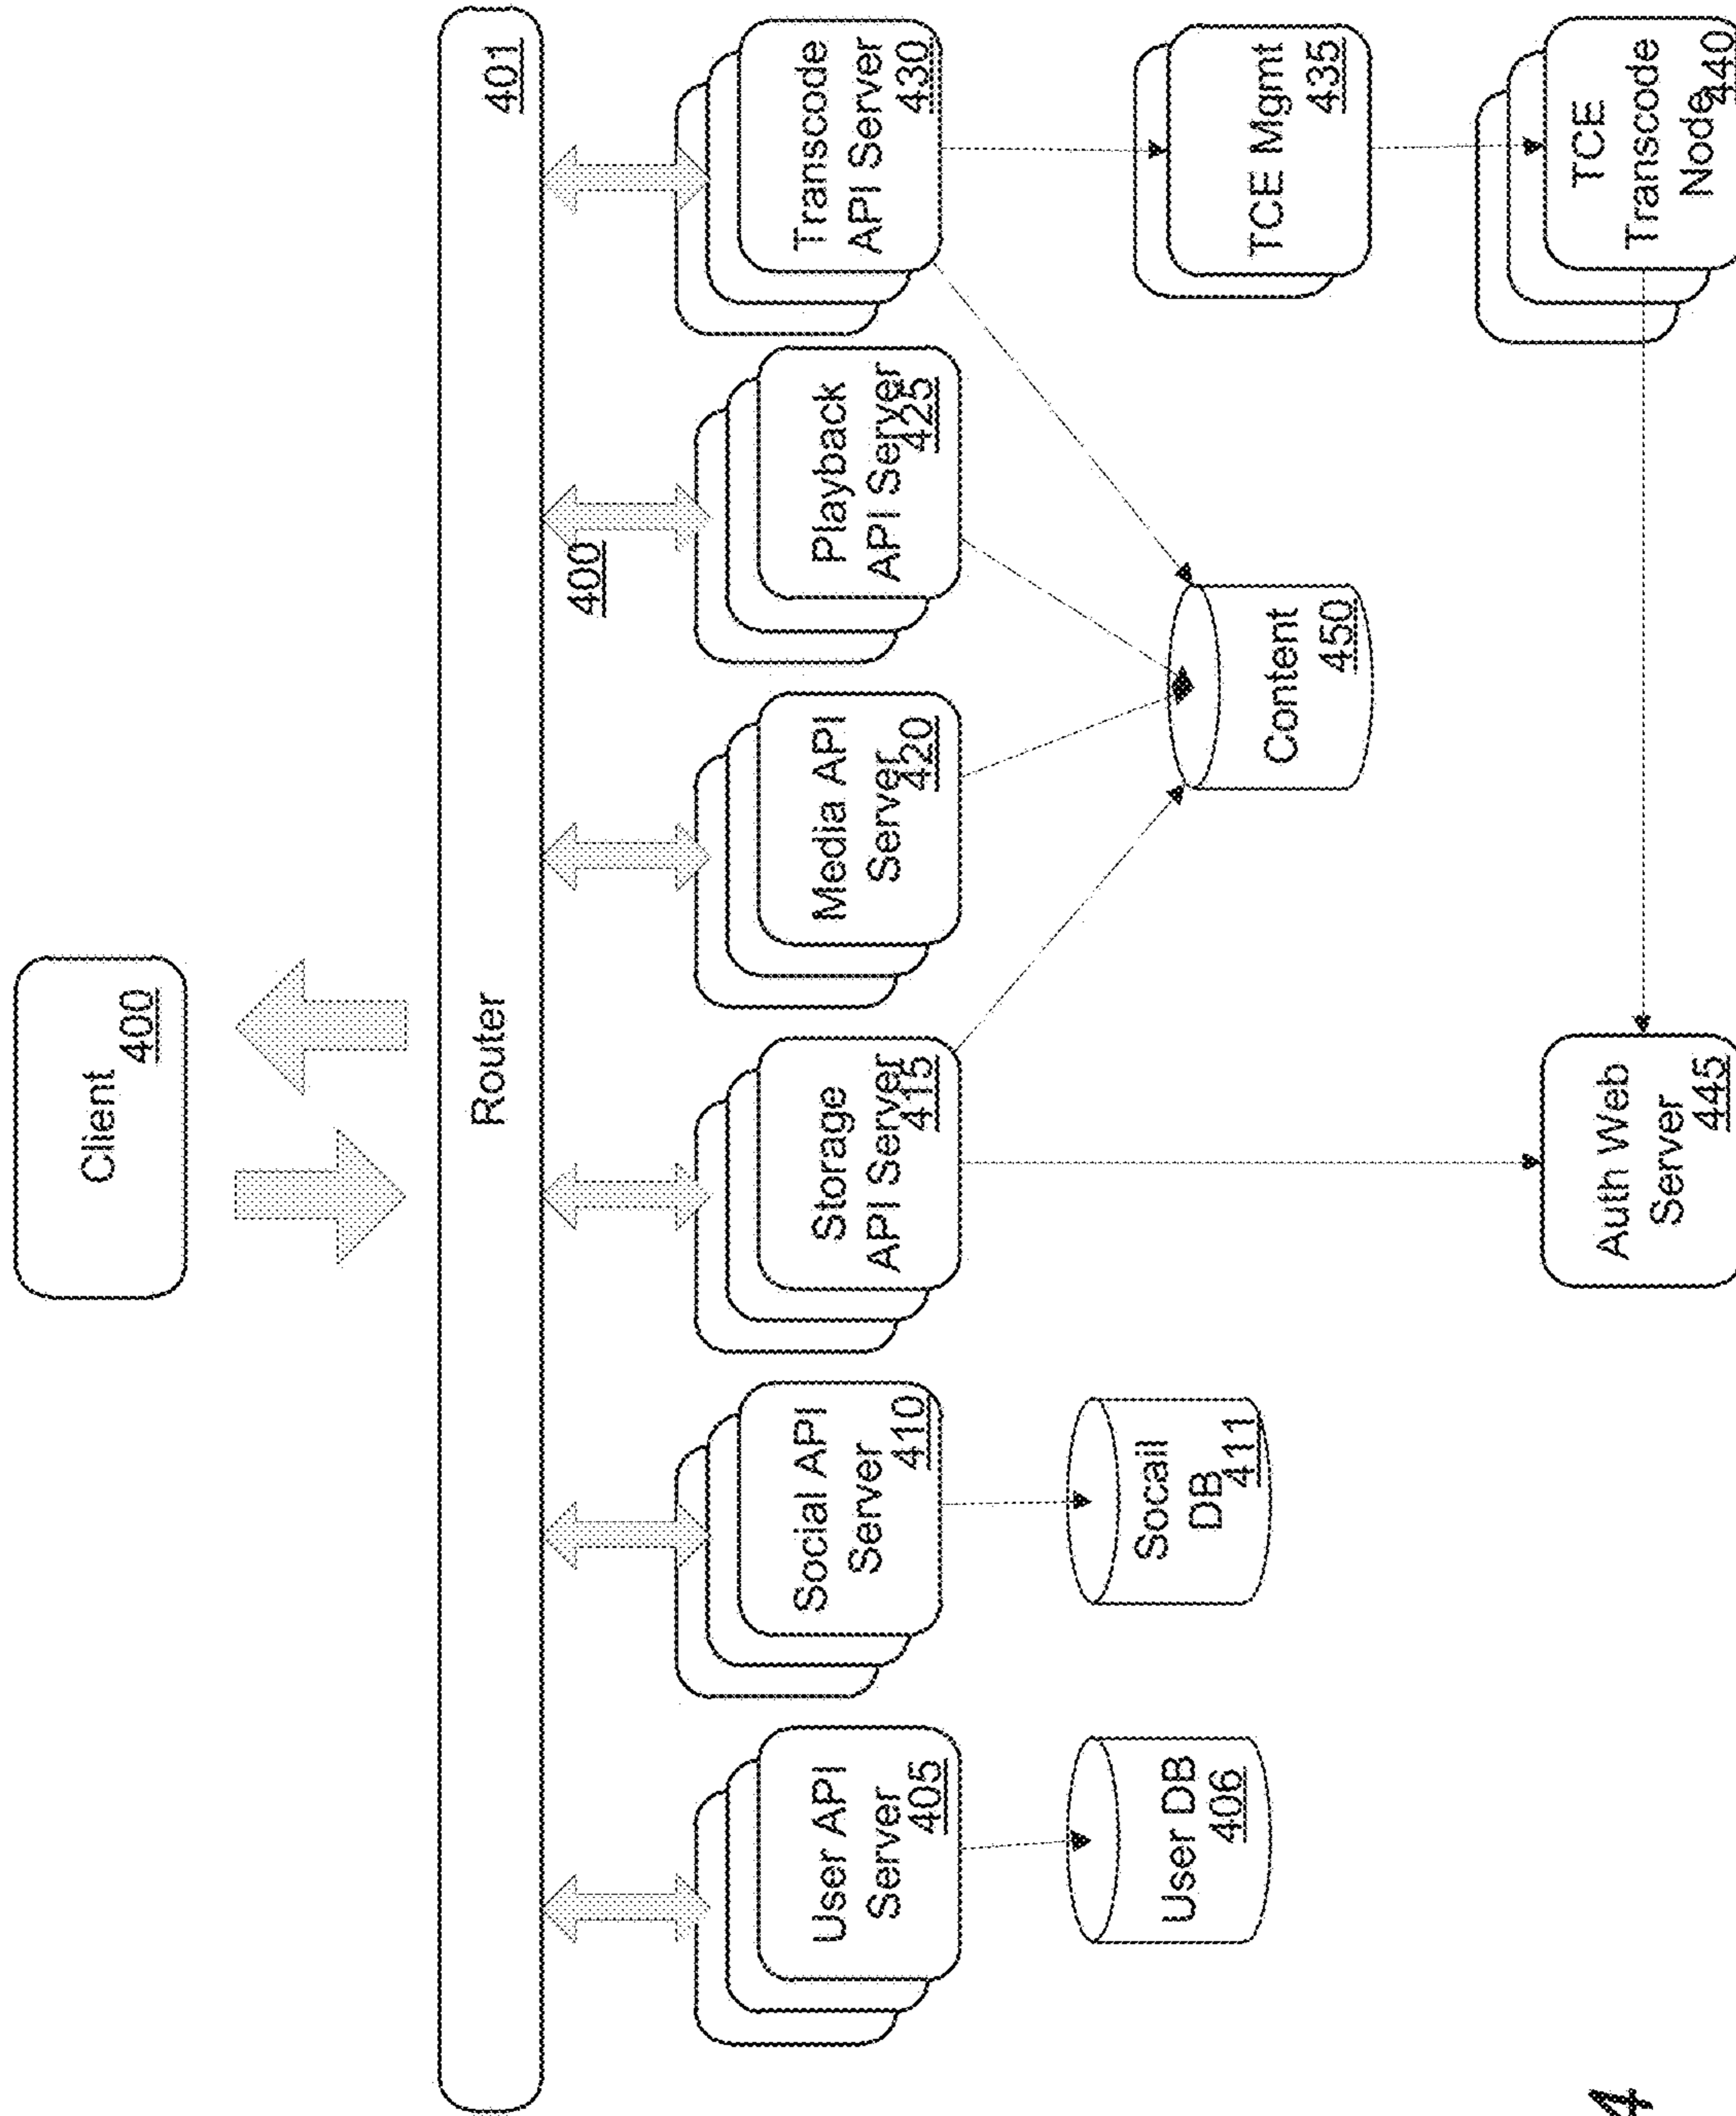 Client
400
Router
401
400
User API
Server
405
Social API
Server
410
Storage
API Server
415
Media API
Server
420
Playback
API Server
425
Transcode
API Server
430
User DB
406
Socail
DB
411
Content
450
TCE Mgmt
435
Auth Web
Server
445
TCE
Transcode
Node
440
4